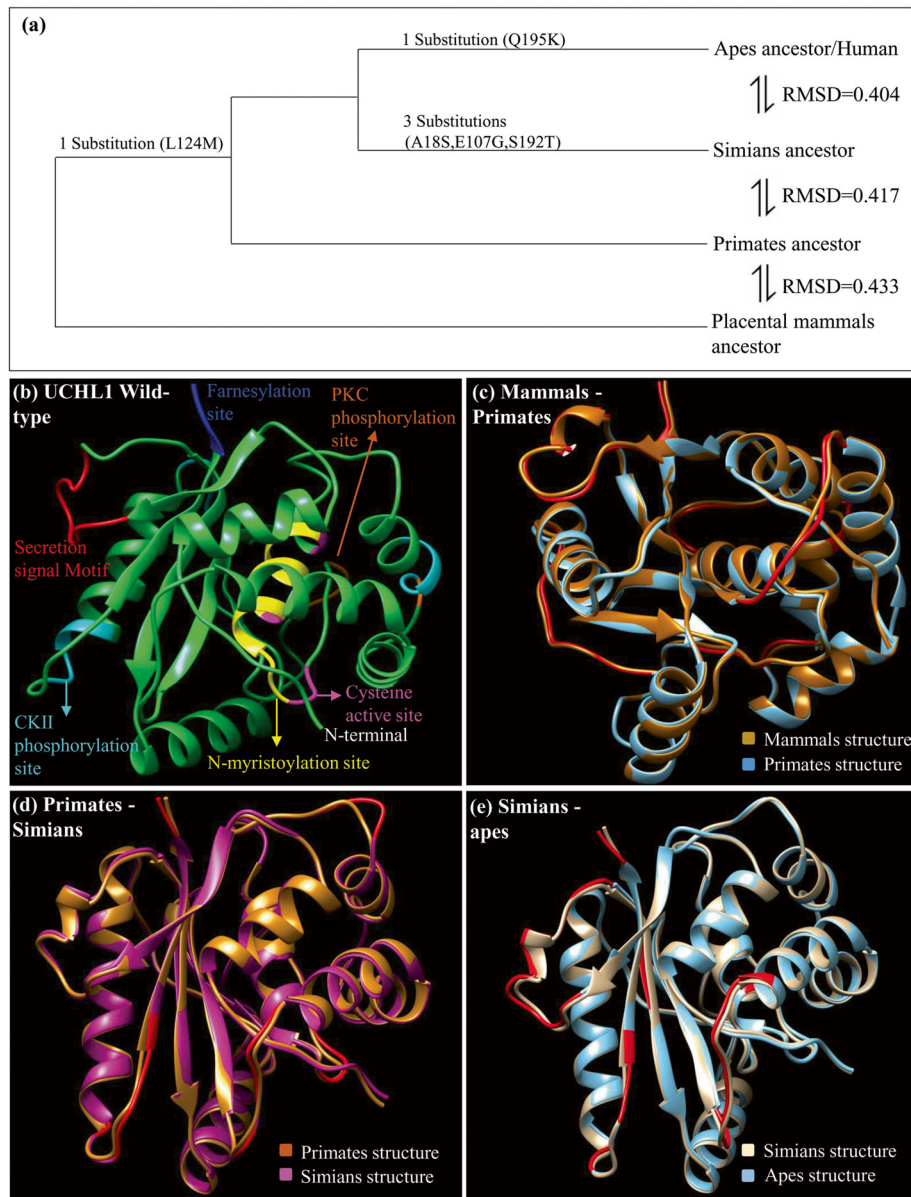 (a)
1 Substitution (Q195K)
Apes ancestor/Human
RMSD=0.404
3 Substitutions
(A18S,E107G,S192T)
1 Substitution (L124M)
Simians ancestor
RMSD=0.417
Primates ancestor
RMSD=0.433
Placental mammals
ancestor
(b) UCHL1 Wild-
type
Farnesylation
site
PKC
phosphorylation
site
Secretion
signal Motif
CKII
phosphorylation
site
Cysteine
active site
N-terminal
N-myristoylation site
(c) Mammals -
Primates
Mammals structure
Primates structure
(d) Primates -
Simians
Primates structure
Simians structure
(e) Simians -
apes
Simians structure
Apes structure